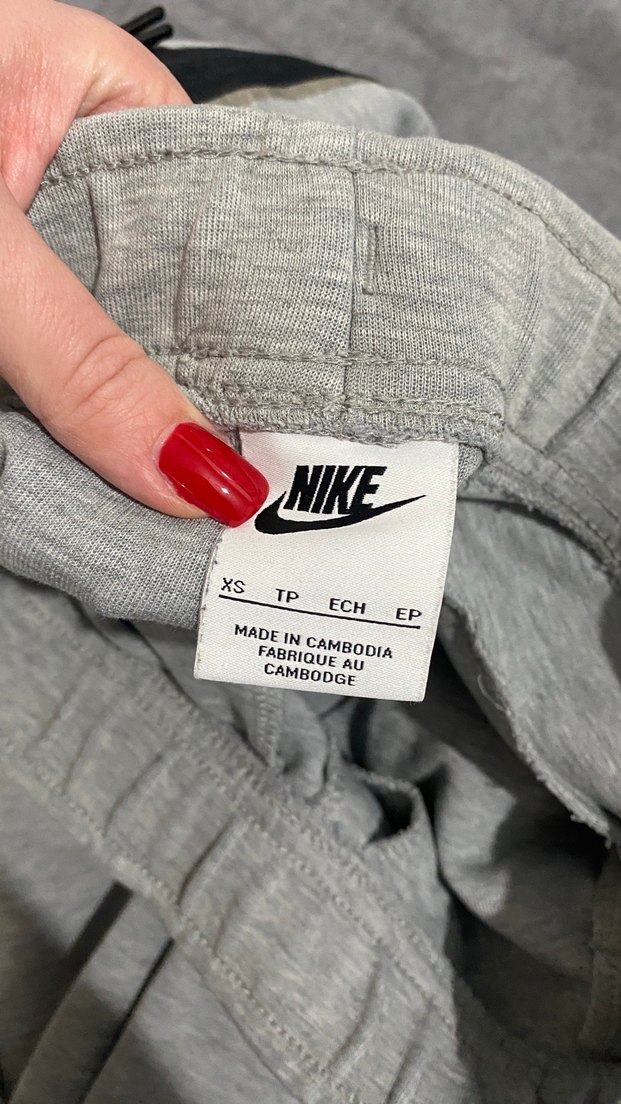 NIKE
XS TP ECH EP
MADE IN CAMBODIA
FABRIQUE AU
CAMBODGE